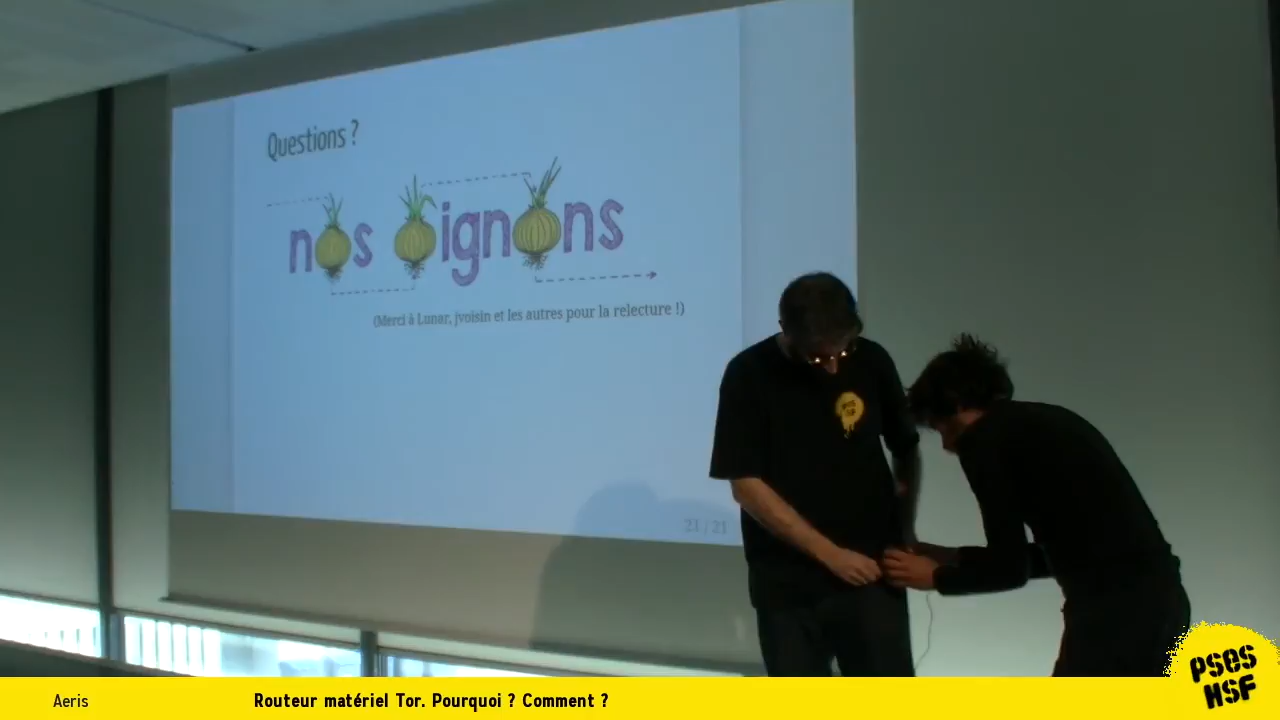 Questions ?
nos oignons
(Merci à Lunar, jvoisin et les autres pour la relecture !)
21 / 21
PSES
HSF
Aeris
Routeur matériel Tor. Pourquoi ? Comment ?